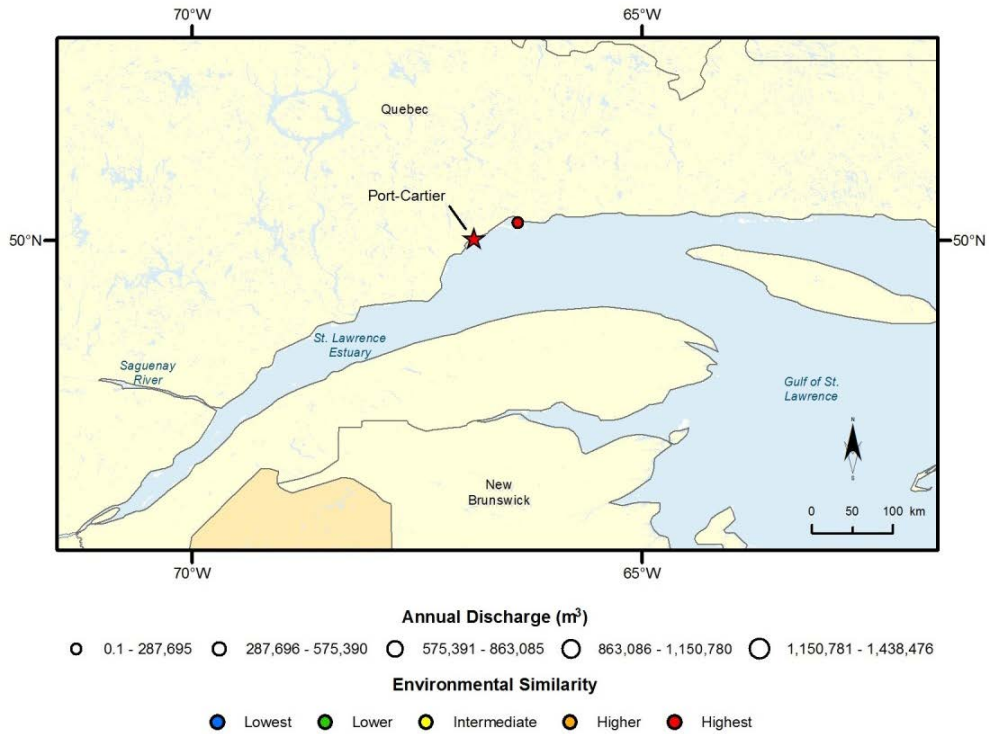 70°W 65°W
Quebec
Port-Cartier
50°N 50°N
St. Lawrence
Estuary
Saguenay
River
Gulf of St.
Lawrence
N
S
New
Brunswick
0 50 100 km
70°W 65°W
Annual Discharge (m³)
0.1 - 287,695 287,696 - 575,390 575,391 - 863,085 863,086 - 1,150,780 1,150,781 - 1,438,476
Environmental Similarity
Lowest Lower Intermediate Higher Highest